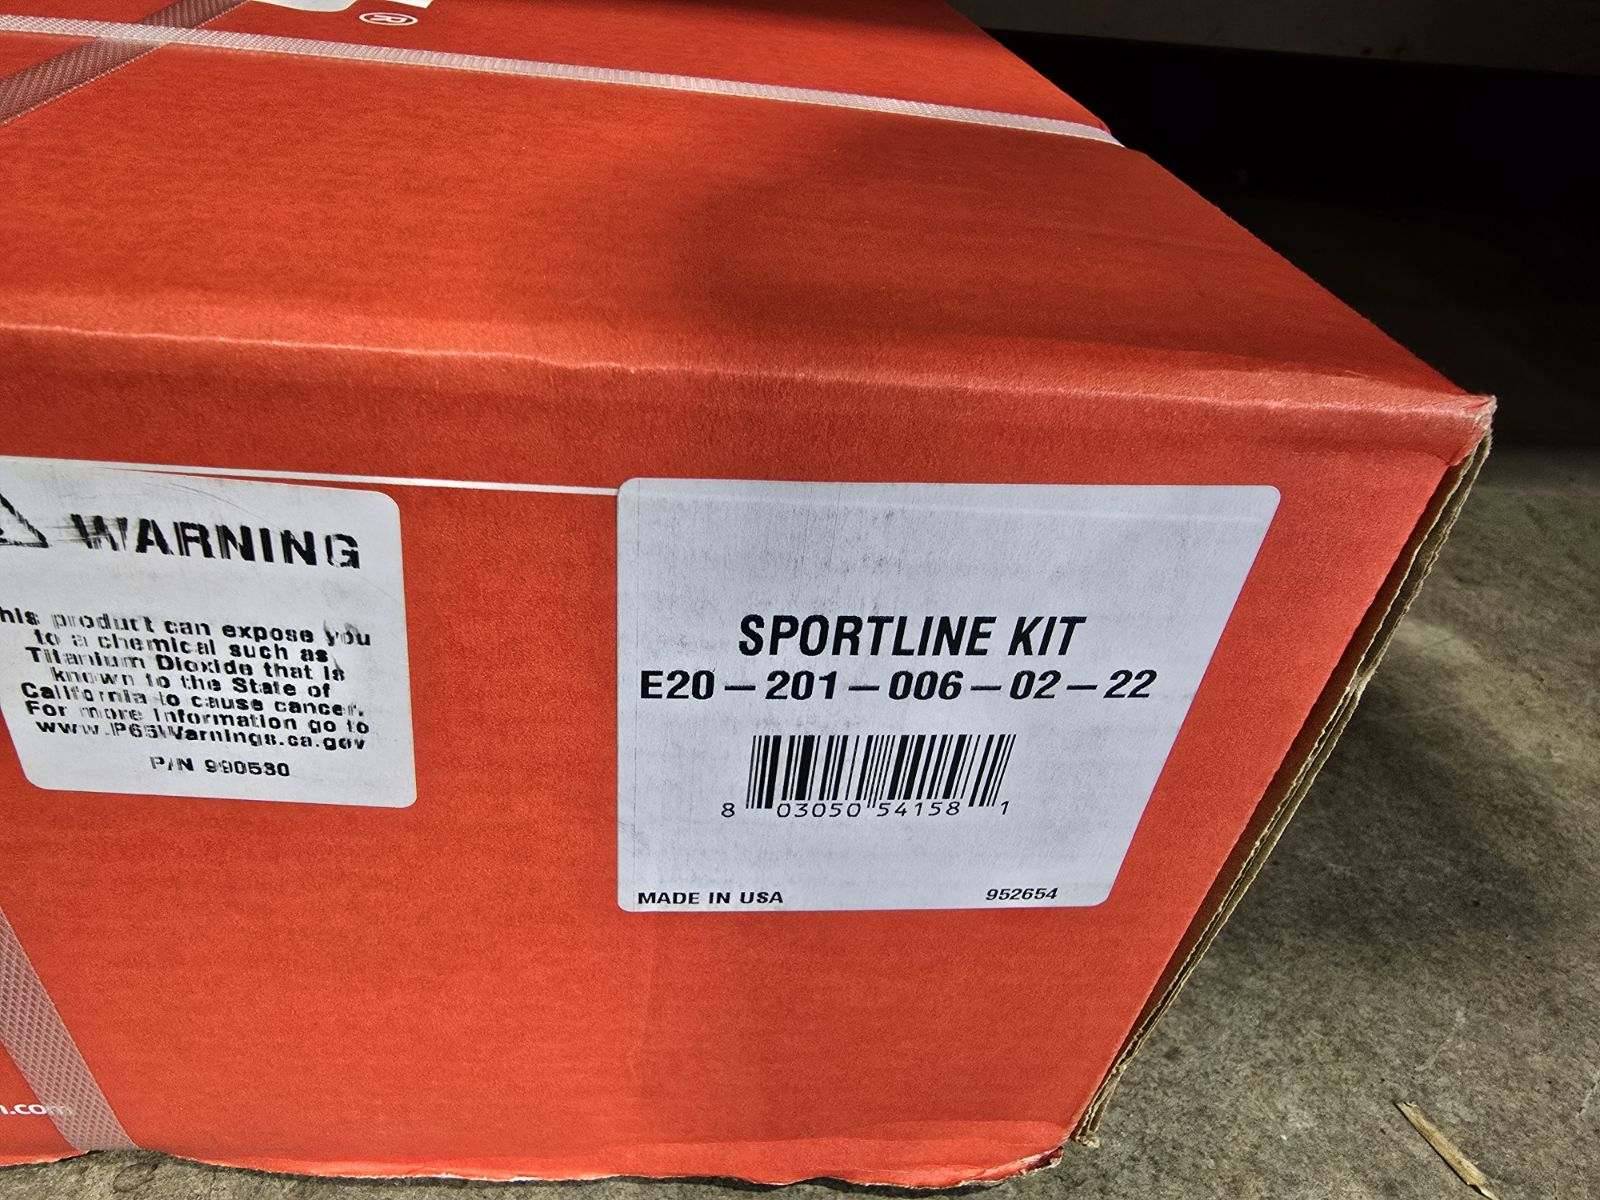 ®
WARNING
his product can expose you
to a chemical such as
Titanium Dioxide that is
known to the State of
California to cause cancer.
For more information go to
www.P65Warnings.ca.gov
P/N 990530
SPORTLINE KIT
E20-201-006-02-22
8 03050 54158 1
MADE IN USA 952654
.com